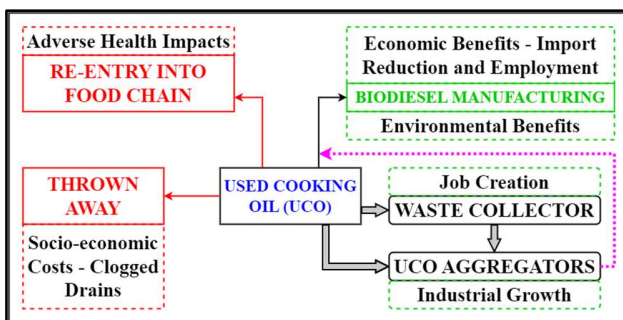 Adverse Health Impacts
RE-ENTRY INTO
FOOD CHAIN
Economic Benefits - Import
Reduction and Employment
BIODIESEL MANUFACTURING
Environmental Benefits
THROWN
AWAY
Socio-economic
Costs - Clogged
Drains
USED COOKING
OIL (UCO)
Job Creation
WASTE COLLECTOR
UCO AGGREGATORS
Industrial Growth